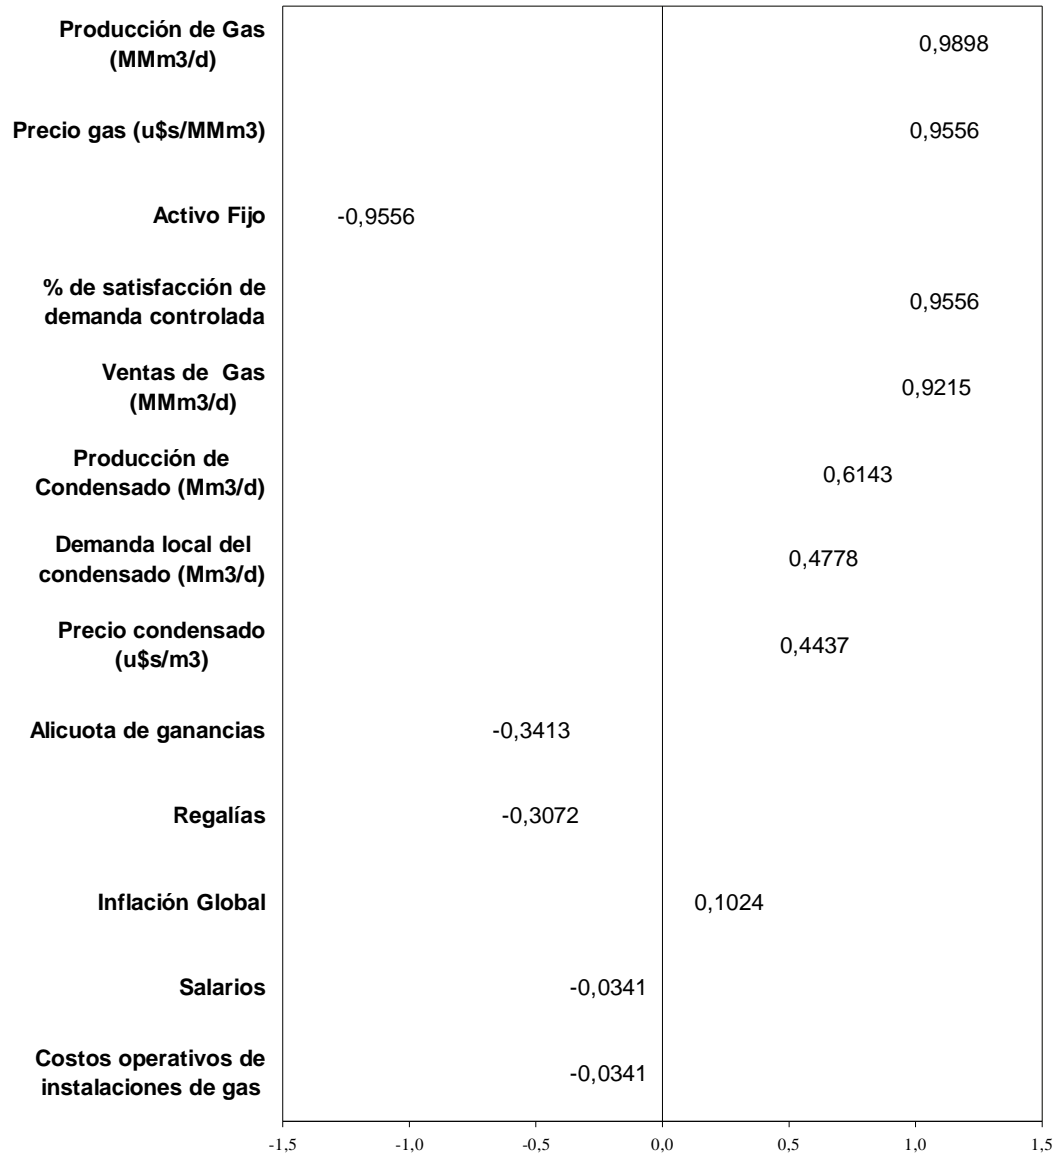 Producción de Gas
(MMm3/d)
0,9898
Precio gas (u$s/MMm3)
0,9556
Activo Fijo
-0,9556
% de satisfacción de
demanda controlada
0,9556
Ventas de  Gas
(MMm3/d)
0,9215
Producción de
Condensado (Mm3/d)
0,6143
Demanda local del
condensado (Mm3/d)
0,4778
Precio condensado
(u$s/m3)
0,4437
Alicuota de ganancias
-0,3413
Regalías
-0,3072
Inflación Global
0,1024
Salarios
-0,0341
Costos operativos de
instalaciones de gas
-0,0341
-1,5 -1,0 -0,5 0,0 0,5 1,0 1,5